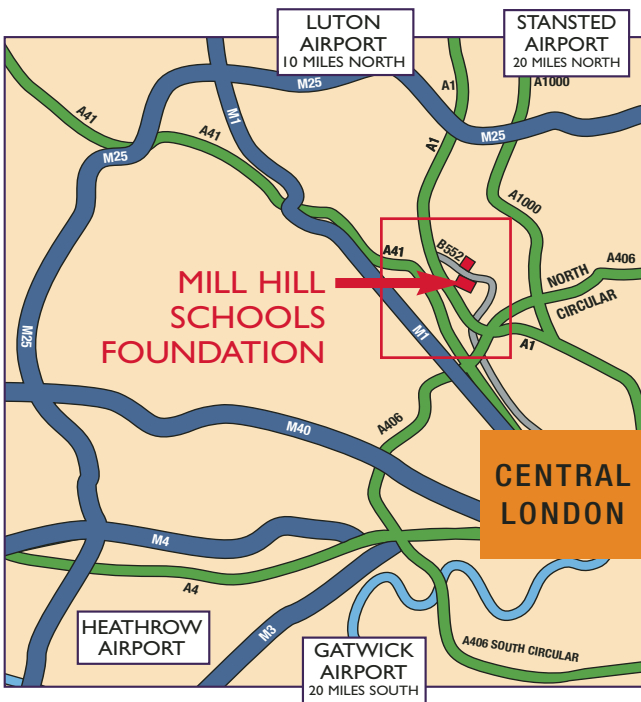 LUTON
AIRPORT
10 MILES NORTH
STANSTED
AIRPORT
20 MILES NORTH
M25
A1
A1000
A41
M1
A41
M25
A1
M25
A1000
A41
B552
A406
NORTH
CIRCULAR
MILL HILL
SCHOOLS
FOUNDATION
M25
M1
A1
A406
M40
CENTRAL
LONDON
M4
A4
M3
HEATHROW
AIRPORT
GATWICK
AIRPORT
20 MILES SOUTH
A406 SOUTH CIRCULAR